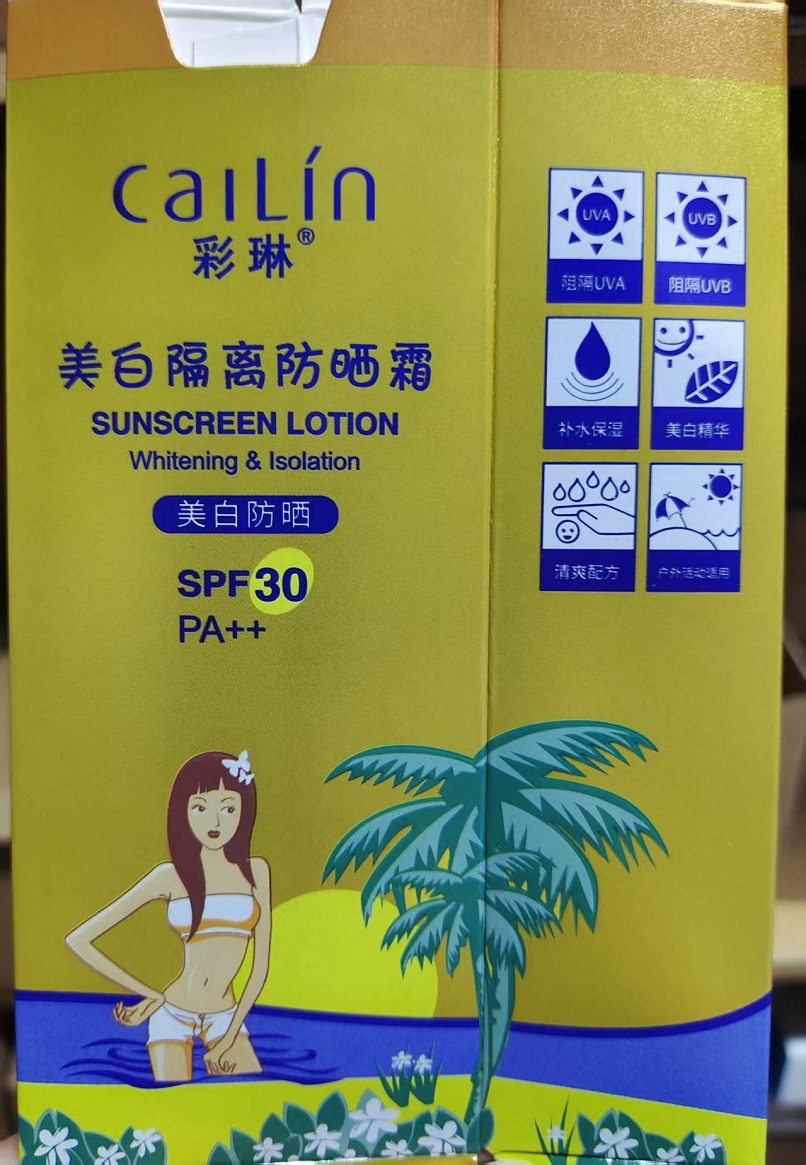 CaiLín
彩琳®
美白隔离防晒霜
SUNSCREEN LOTION
Whitening & Isolation
美白防晒
SPF30
PA++
UVA
UVB
阻隔UVA
阻隔UVB
补水保湿
美白精华
清爽配方
户外活动适用